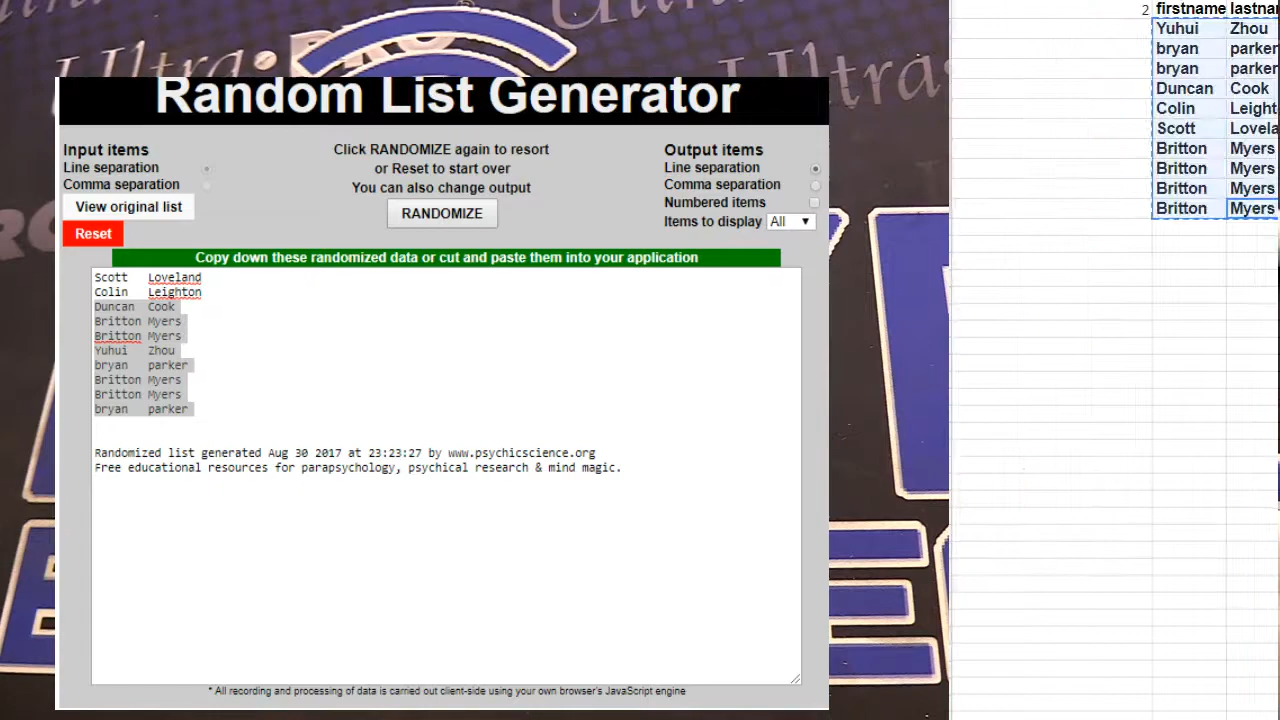 Random List Generator
Input items
Line separation
Comma separation
View original list
Reset
Click RANDOMIZE again to resort
or Reset to start over
You can also change output
RANDOMIZE
Output items
Line separation
Comma separation
Numbered items
Items to display All
Copy down these randomized data or cut and paste them into your application
Scott Loveland
Colin Leighton
Duncan Cook
Britton Myers
Britton Myers
Yuhui Zhou
bryan parker
Britton Myers
Britton Myers
bryan parker
Randomized list generated Aug 30 2017 at 23:23:27 by www.psychicscience.org
Free educational resources for parapsychology, psychical research & mind magic.
* All recording and processing of data is carried out client-side using your own browser's JavaScript engine
2 firstname lastna
Yuhui Zhou
bryan parker
bryan parker
Duncan Cook
Colin Leight
Scott Lovela
Britton Myers
Britton Myers
Britton Myers
Britton Myers
Ultra PRO
Ultra